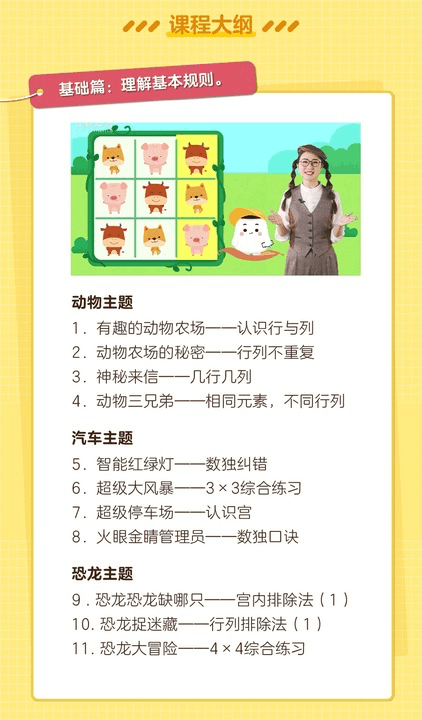 课程大纲
基础篇：理解基本规则。
动物主题
1. 有趣的动物农场——认识行与列
2. 动物农场的秘密——行列不重复
3. 神秘来信——几行几列
4. 动物三兄弟——相同元素，不同行列
汽车主题
5. 智能红绿灯——数独纠错
6. 超级大风暴——3×3综合练习
7. 超级停车场——认识宫
8. 火眼金睛管理员——数独口诀
恐龙主题
9 . 恐龙恐龙缺哪只——宫内排除法（1）
10. 恐龙捉迷藏——行列排除法（1）
11. 恐龙大冒险——4×4综合练习